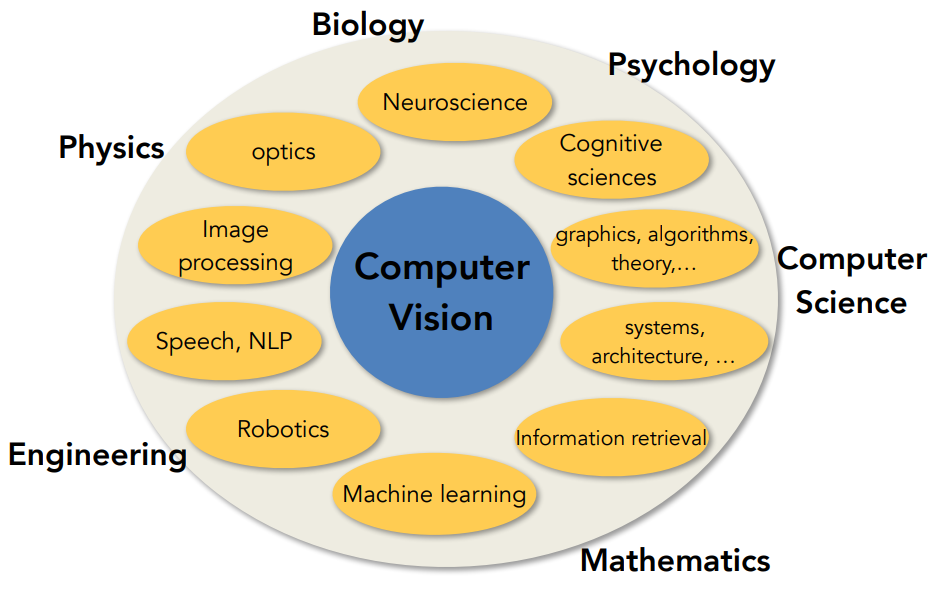 Biology
Psychology
Neuroscience
Physics
optics
Cognitive
sciences
Image
processing
graphics, algorithms,
theory,...
Computer
Vision
Computer
Science
Speech, NLP
systems,
architecture, ...
Robotics
Information retrieval
Engineering
Machine learning
Mathematics